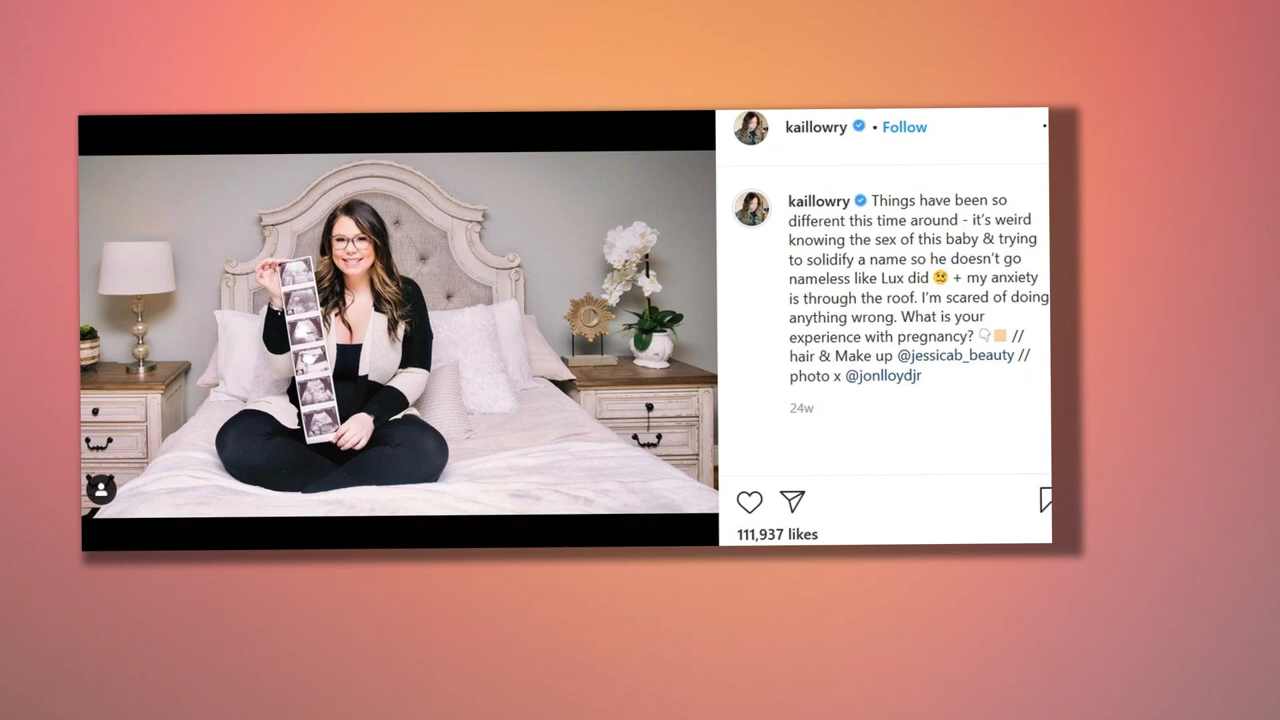 kaillowry • Follow
kaillowry Things have been so
different this time around - it's weird
knowing the sex of this baby & trying
to solidify a name so he doesn't go
nameless like Lux did 🥴 + my anxiety
is through the roof. I'm scared of doing
anything wrong. What is your
experience with pregnancy? 👇🏼 //
hair & Make up @jessicab_beauty //
photo x @jonlloydjr
24w
111,937 likes